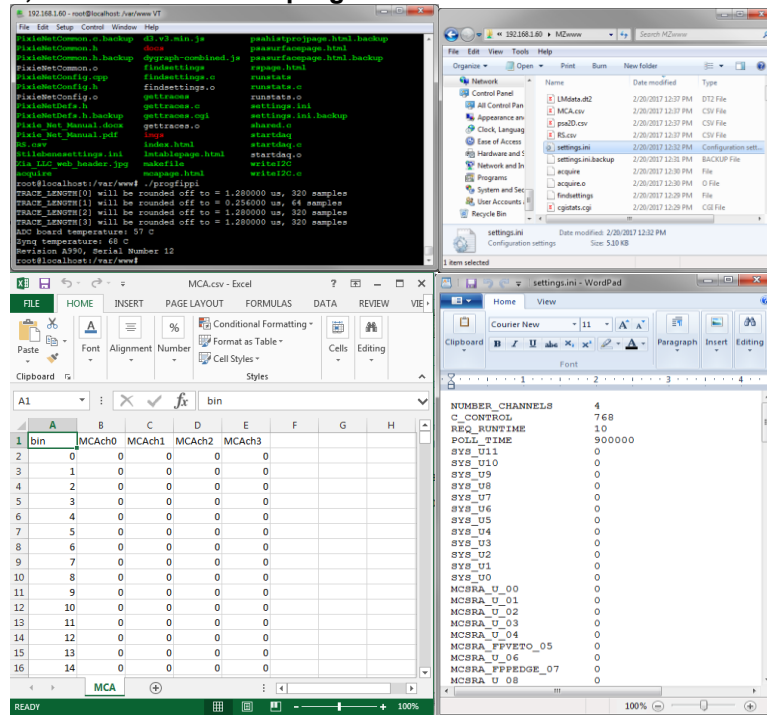 192.168.1.60 - root@localhost: /var/www VT
File Edit Setup Control Window Help
PixieNetCommon.c.backup d3.v3.min.js psahistprojpage.html.backup
PixieNetCommon.h docs psasurfacepage.html
PixieNetCommon.o dygraph-combined.js psasurfacepage.html.backup
PixieNetConfig.cpp findsettings rspage.html
PixieNetConfig.h findsettings.c runstats
PixieNetConfig.o findsettings.o runstats.c
PixieNetDefs.h gettraces runstats.o
PixieNetDefs.h.backup gettraces.c settings.ini
Pixie_Net_Manual.docx gettraces.cgi settings.ini.backup
Pixie_Net_Manual.pdf gettraces.o shared.c
RS.csv imgs startdaq
Stilbenesettings.ini index.html startdaq.c
Xia_LLC_web_header.jpg lmtablepage.html startdaq.o
acquire makefile writeI2C
mcapage.html writeI2C.c
root@localhost:/var/www# ./progfippi
TRACE_LENGTH[0] will be rounded off to = 1.280000 us, 320 samples
TRACE_LENGTH[1] will be rounded off to = 0.256000 us, 64 samples
TRACE_LENGTH[2] will be rounded off to = 1.280000 us, 320 samples
TRACE_LENGTH[3] will be rounded off to = 1.280000 us, 320 samples
ADC board temperature: 57 C
Zynq temperature: 68 C
Revision A990, Serial Number 12
root@localhost:/var/www#
192.168.1.60 ▸ MZwww
Search MZwww
File Edit View Tools Help
Organize Open Print Burn New folder
Network
Control Panel
All Control Pan
Appearance an
Clock, Languag
Ease of Access
Hardware and S
Network and In
Programs
System and Sec
User Accounts
Recycle Bin
Name Date modified Type
LMdata.dt2 2/20/2017 12:37 PM DT2 File
MCA.csv 2/20/2017 12:37 PM CSV File
psa2D.csv 2/20/2017 12:37 PM CSV File
RS.csv 2/20/2017 12:37 PM CSV File
settings.ini 2/20/2017 12:32 PM Configuration sett...
settings.ini.backup 2/20/2017 12:31 PM BACKUP File
acquire 2/20/2017 12:30 PM File
acquire.o 2/20/2017 12:30 PM O File
findsettings 2/20/2017 12:29 PM File
cgistats.cgi 2/20/2017 12:29 PM CGI File
settings.ini Date modified: 2/20/2017 12:32 PM
Configuration settings Size: 5.10 KB
1 item selected
MCA.csv - Excel
FILE HOME INSERT PAGE LAYOUT FORMULAS DATA REVIEW VIE
Paste
Font
Alignment
Number
Conditional Formatting
Format as Table
Cell Styles
Cells
Editing
Clipboard
Styles
A1 fx bin
A B C D E F G H
1 bin MCAch0 MCAch1 MCAch2 MCAch3
2 0 0 0 0 0
3 1 0 0 0 0
4 2 0 0 0 0
5 3 0 0 0 0
6 4 0 0 0 0
7 5 0 0 0 0
8 6 0 0 0 0
9 7 0 0 0 0
10 8 0 0 0 0
11 9 0 0 0 0
12 10 0 0 0 0
13 11 0 0 0 0
14 12 0 0 0 0
15 13 0 0 0 0
16 14 0 0 0 0
MCA
READY 100%
settings.ini - WordPad
Home View
Clipboard
Courier New 11
B I U abc X₂ X² A
Font
Paragraph
Insert
Editing
1 2 3 4
NUMBER_CHANNELS 4
C_CONTROL 768
REQ_RUNTIME 10
POLL_TIME 900000
SYS_U11 0
SYS_U10 0
SYS_U9 0
SYS_U8 0
SYS_U7 0
SYS_U6 0
SYS_U5 0
SYS_U4 0
SYS_U3 0
SYS_U2 0
SYS_U1 0
SYS_U0 0
MCSRA_U_00 0
MCSRA_U_01 0
MCSRA_U_02 0
MCSRA_U_03 0
MCSRA_U_04 0
MCSRA_FPVETO_05 0
MCSRA_U_06 0
MCSRA_FPPEDGE_07 0
MCSRA_U_08 0
100%